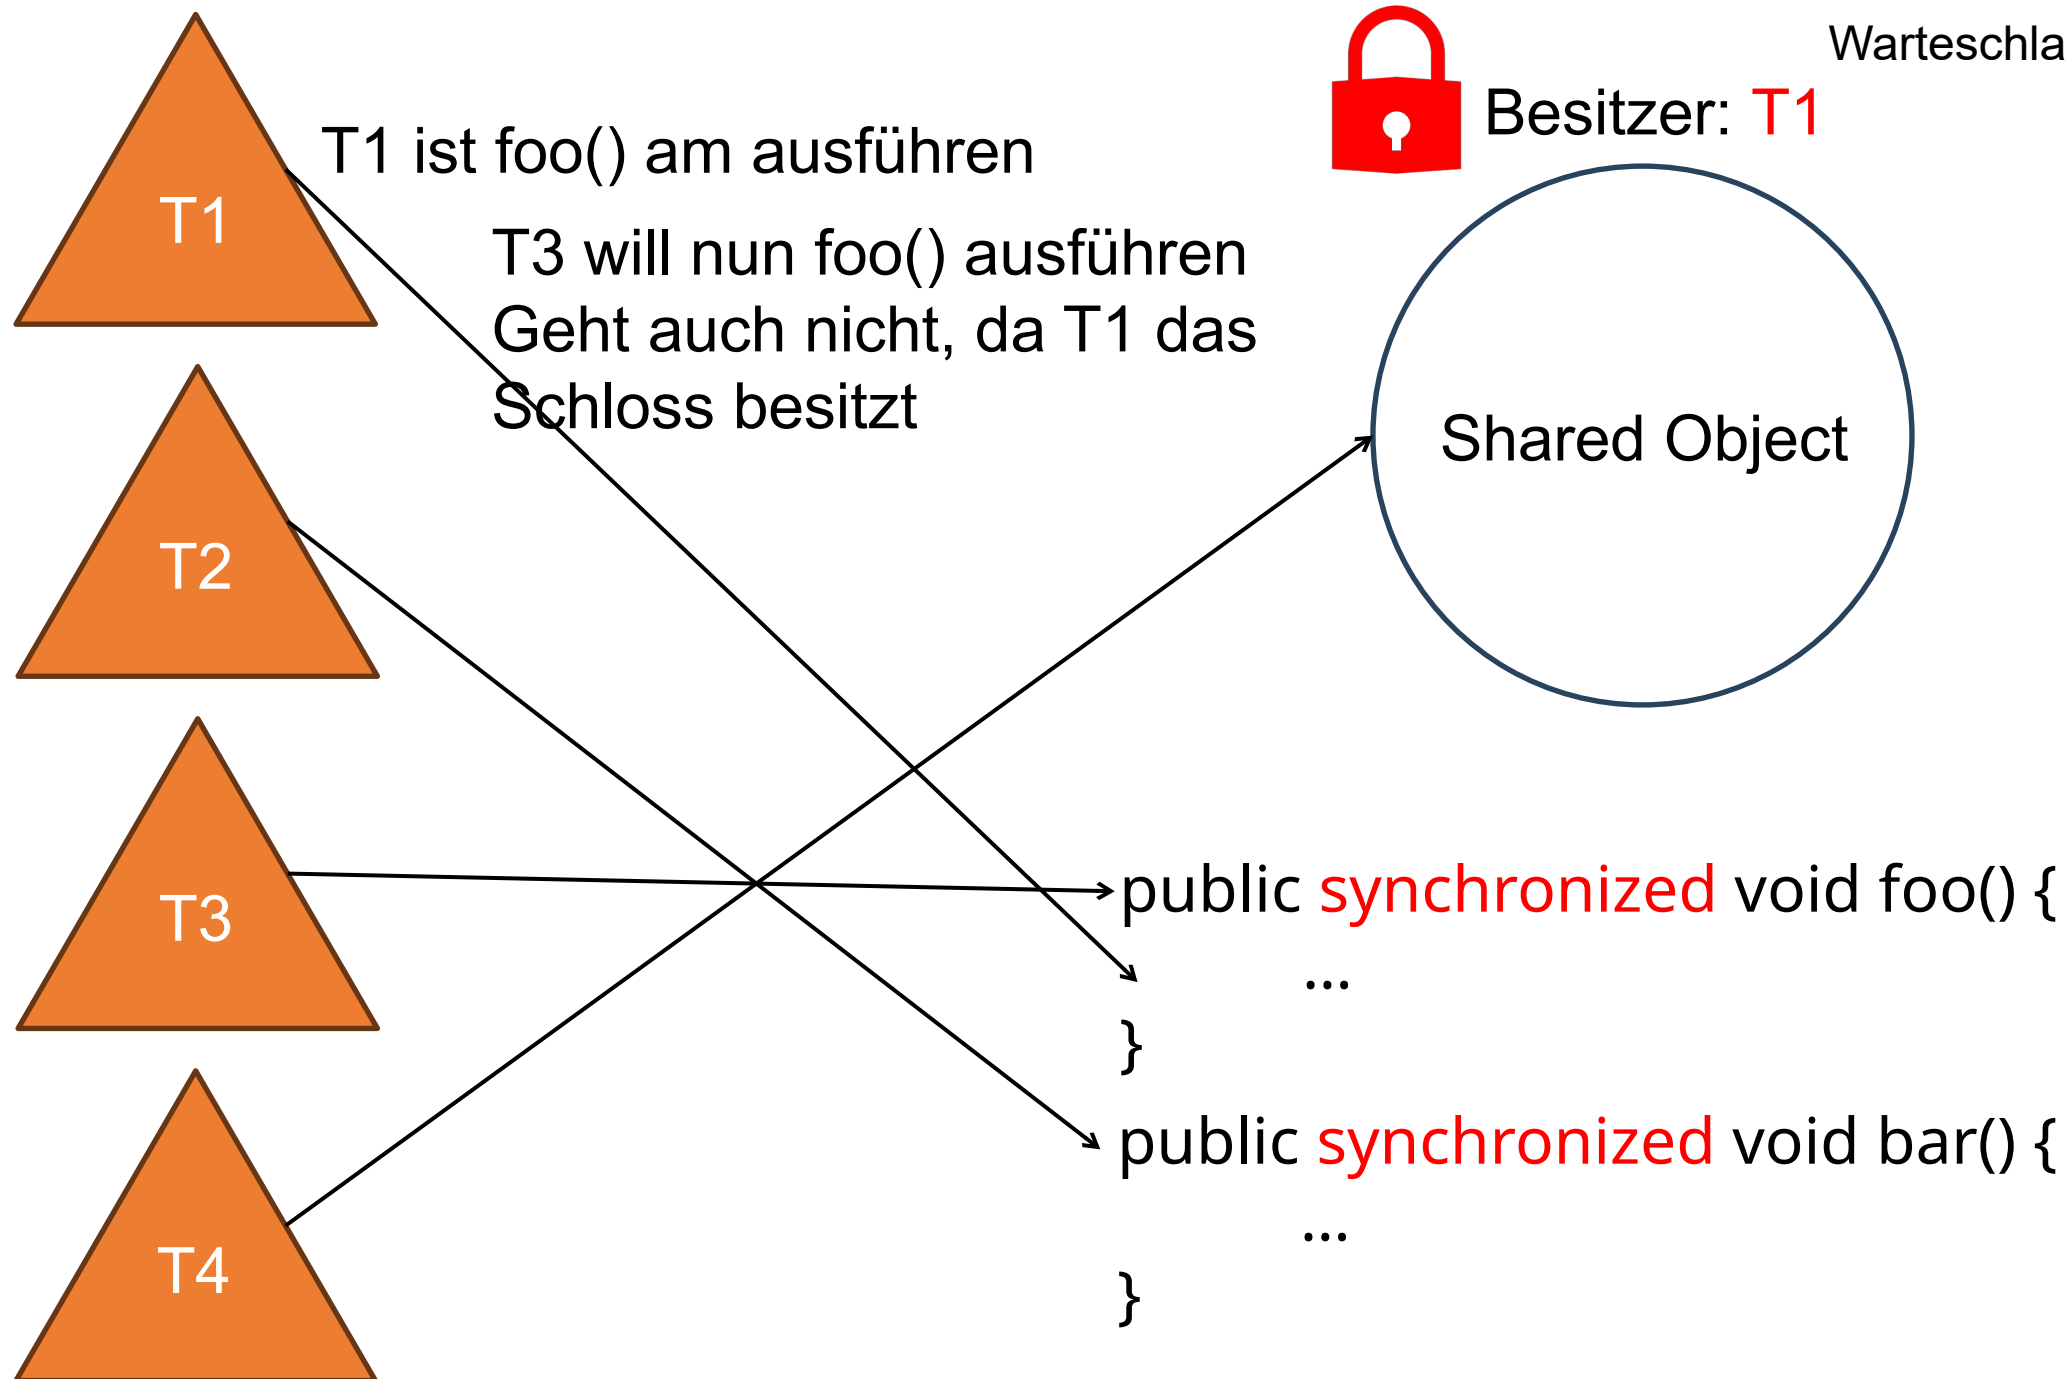 Warteschla
Besitzer: T1
T1 ist foo() am ausführen
T1
T3 will nun foo() ausführen
Geht auch nicht, da T1 das
Schloss besitzt
Shared Object
T2
T3
public synchronized void foo() {
...
}
public synchronized void bar() {
...
}
T4